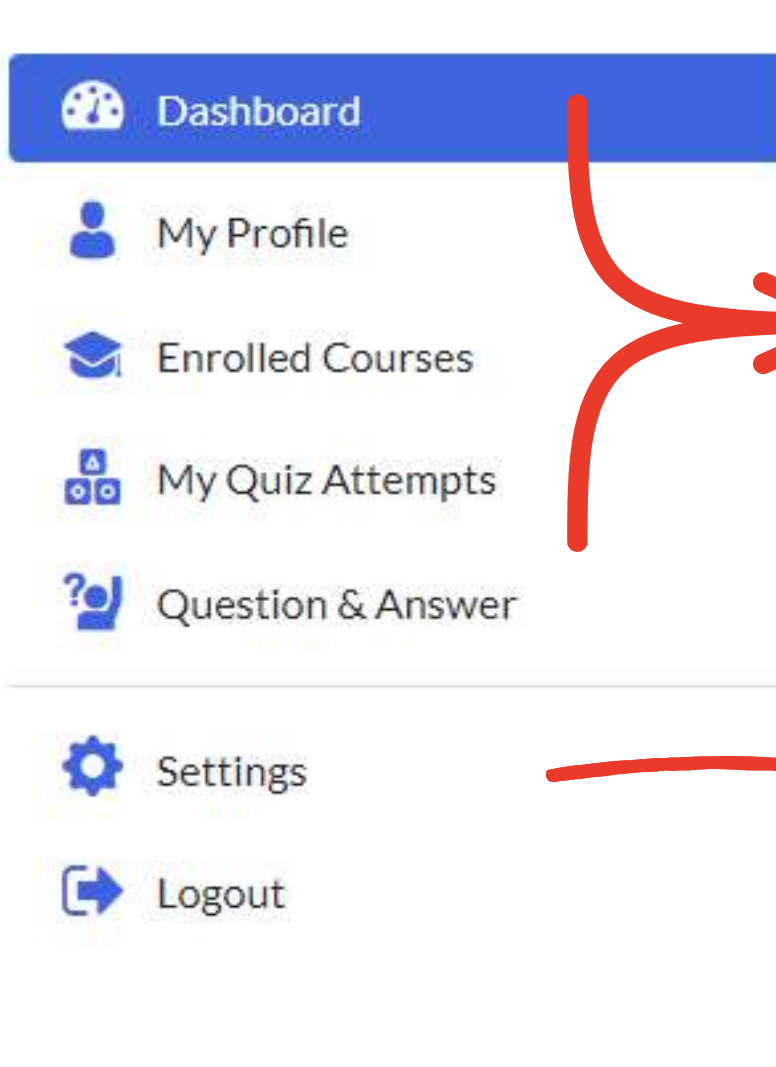 Dashboard
My Profile
Enrolled Courses
My Quiz Attempts
Question & Answer
Settings
Logout